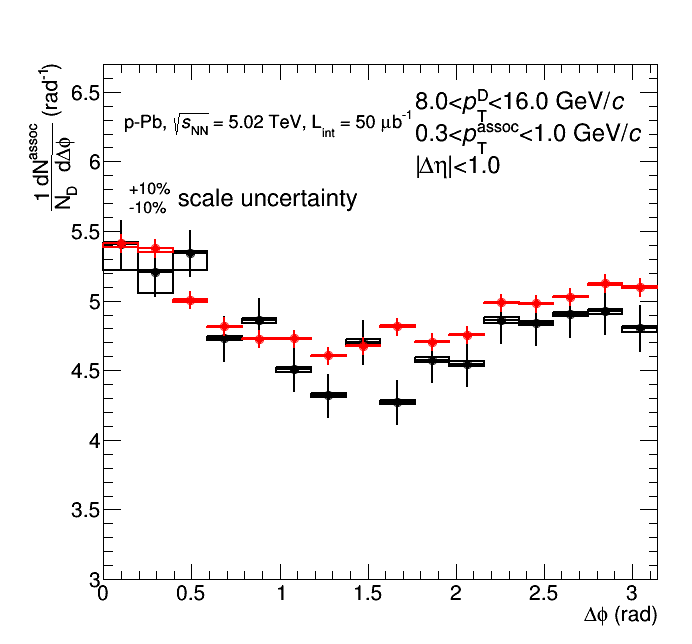 8.0<p_T^D<16.0 GeV/c
p-Pb, √s_NN = 5.02 TeV, L_int = 50 μb^-1
0.3<p_T^assoc<1.0 GeV/c
|Δη|<1.0
+10%
-10% scale uncertainty
1 dN^assoc
N_D dΔϕ (rad^-1)
6.5
6
5.5
5
4.5
4
3.5
3
0 0.5 1 1.5 2 2.5 3
Δϕ (rad)